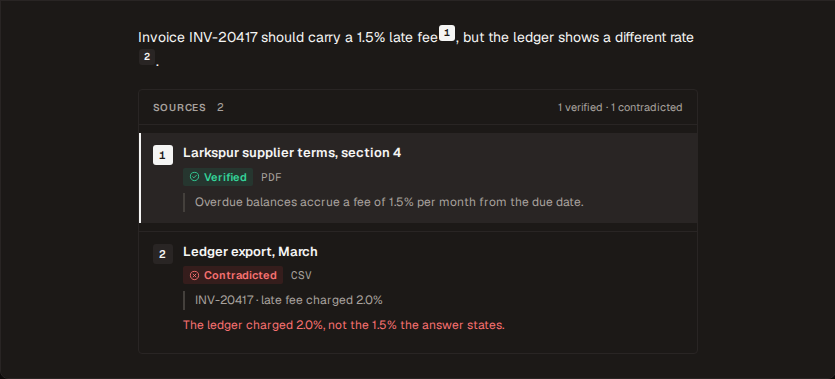 Invoice INV-20417 should carry a 1.5% late fee 1, but the ledger shows a different rate
2.
SOURCES 2 1 verified · 1 contradicted
1 Larkspur supplier terms, section 4
Verified PDF
Overdue balances accrue a fee of 1.5% per month from the due date.
2 Ledger export, March
Contradicted CSV
INV-20417 · late fee charged 2.0%
The ledger charged 2.0%, not the 1.5% the answer states.